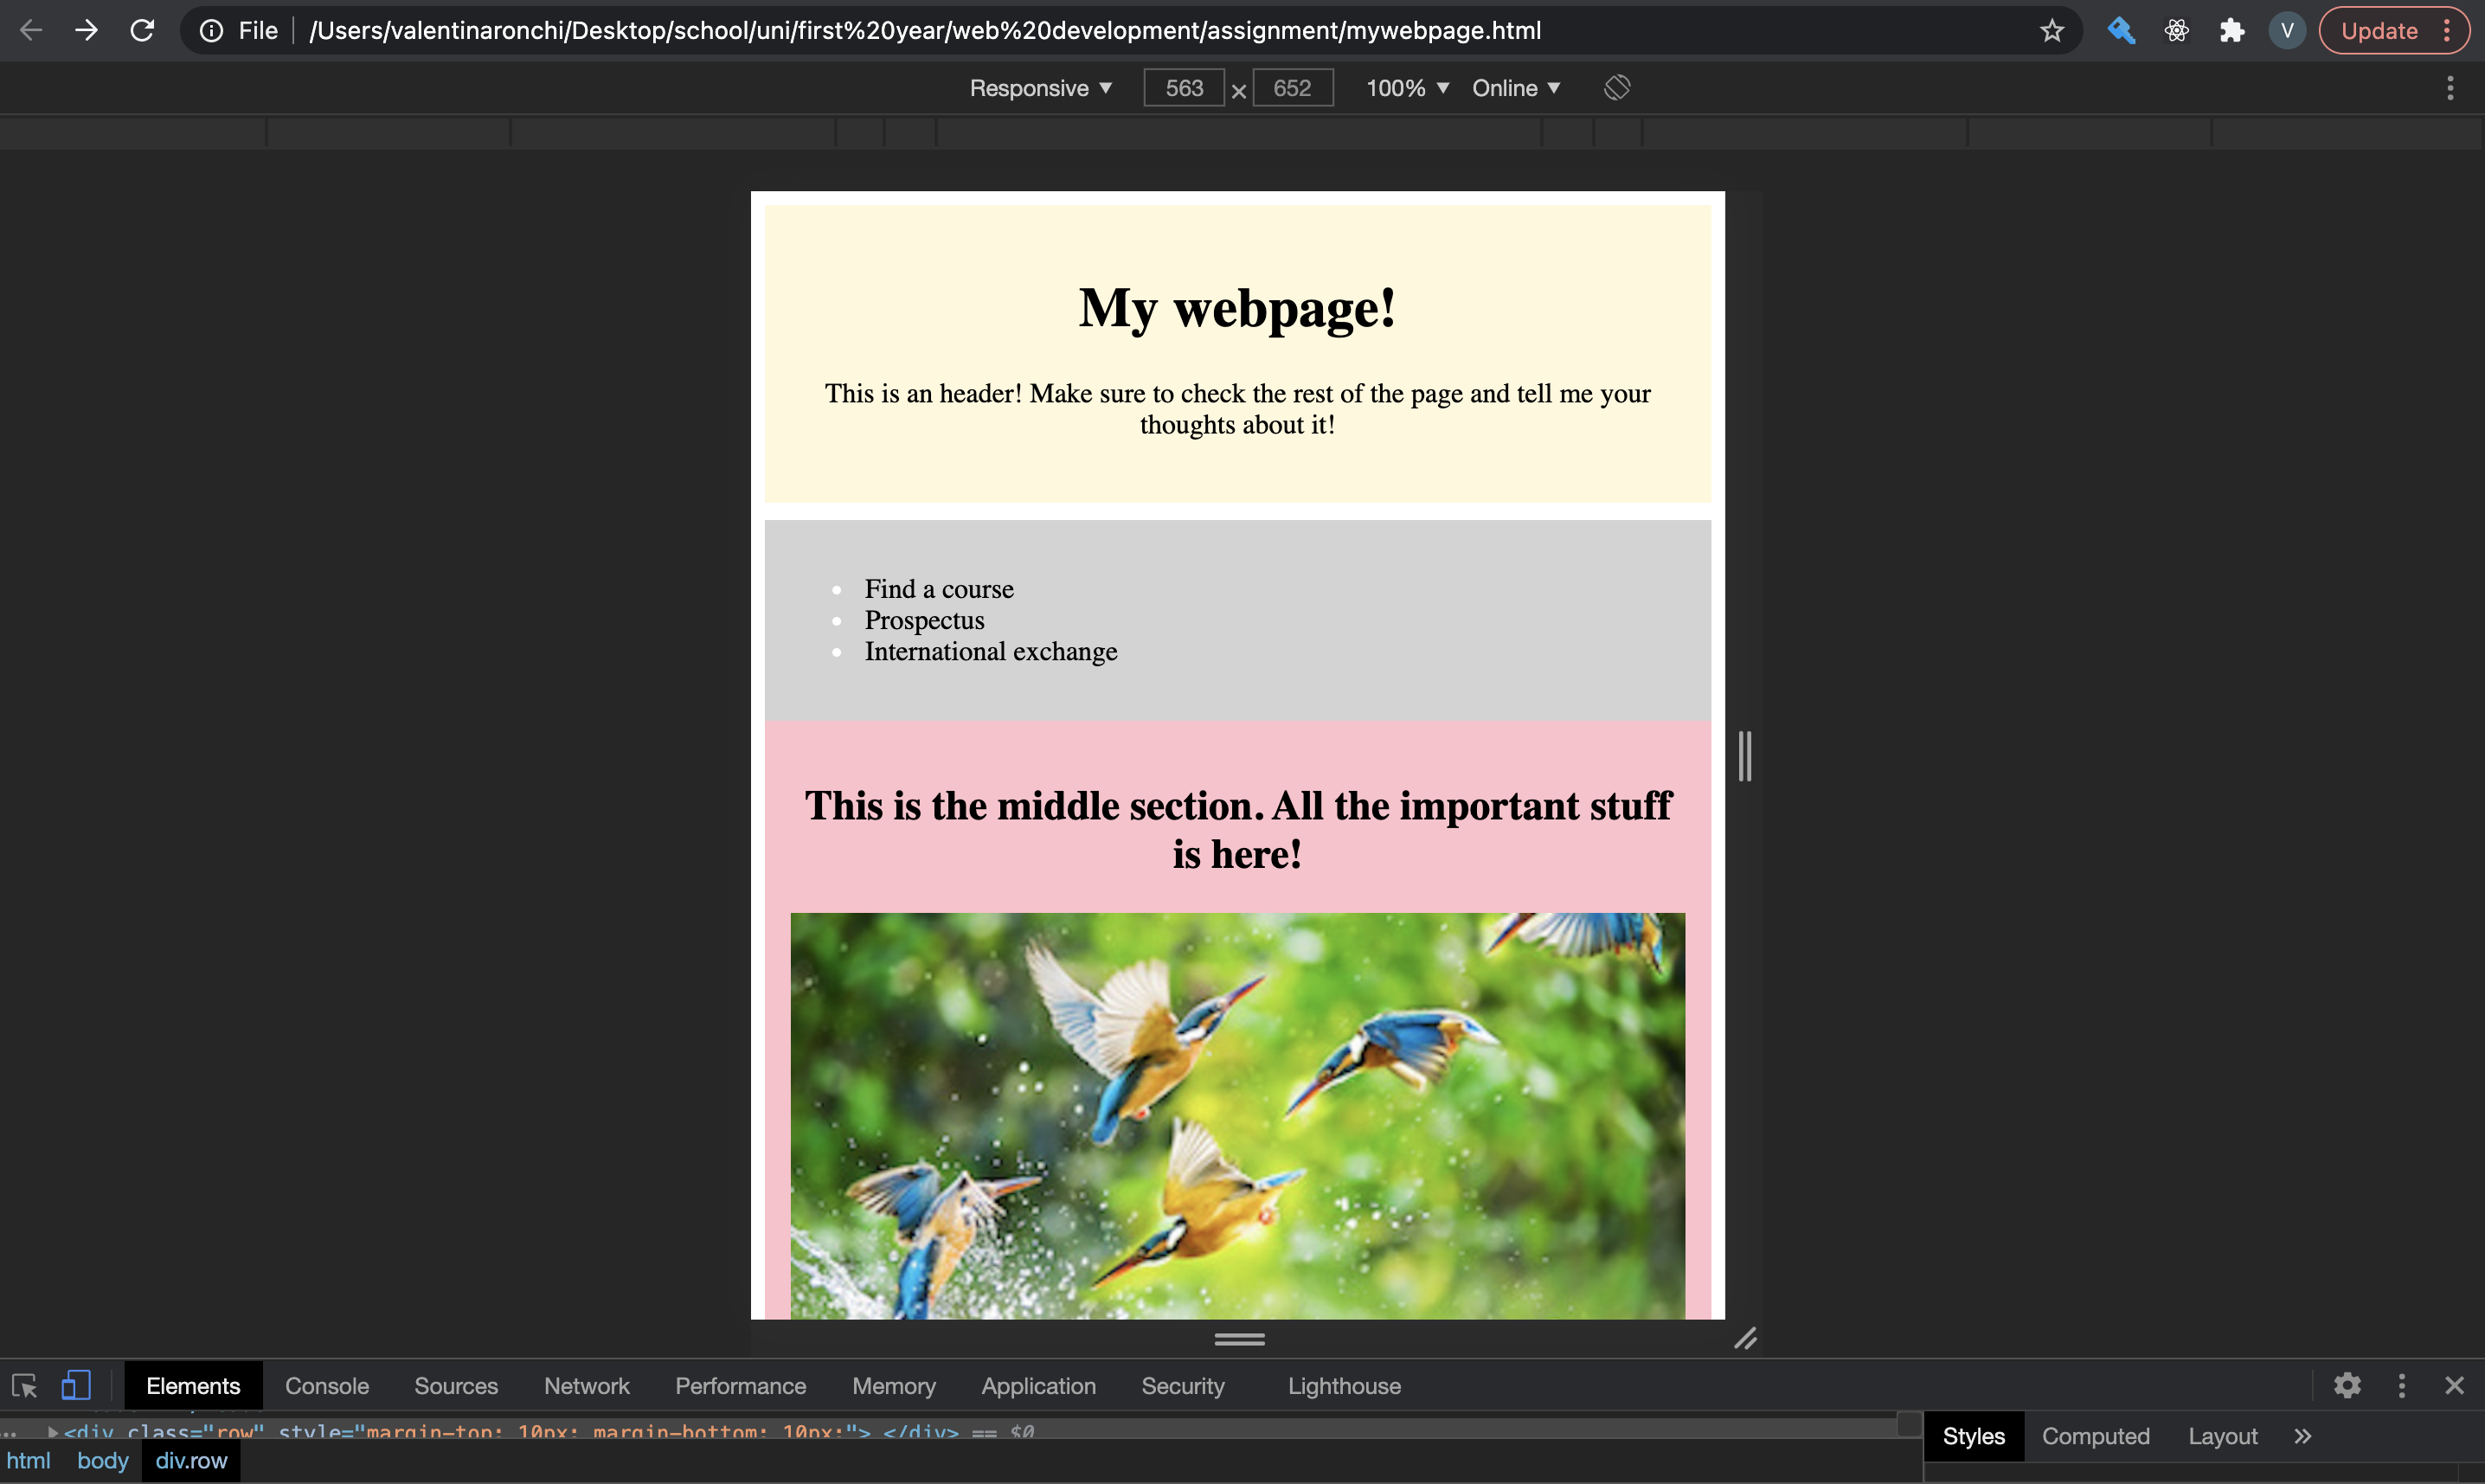 File /Users/valentinaronchi/Desktop/school/uni/first%20year/web%20development/assignment/mywebpage.html V Update
Responsive 563 × 652 100% Online
My webpage!
This is an header! Make sure to check the rest of the page and tell me your
thoughts about it!
Find a course
Prospectus
International exchange
This is the middle section. All the important stuff
is here!
Elements Console Sources Network Performance Memory Application Security Lighthouse
<div class="row" style="margin-top: 10px; margin-bottom: 10px;"> </div> == $0
Styles Computed Layout
html body div.row